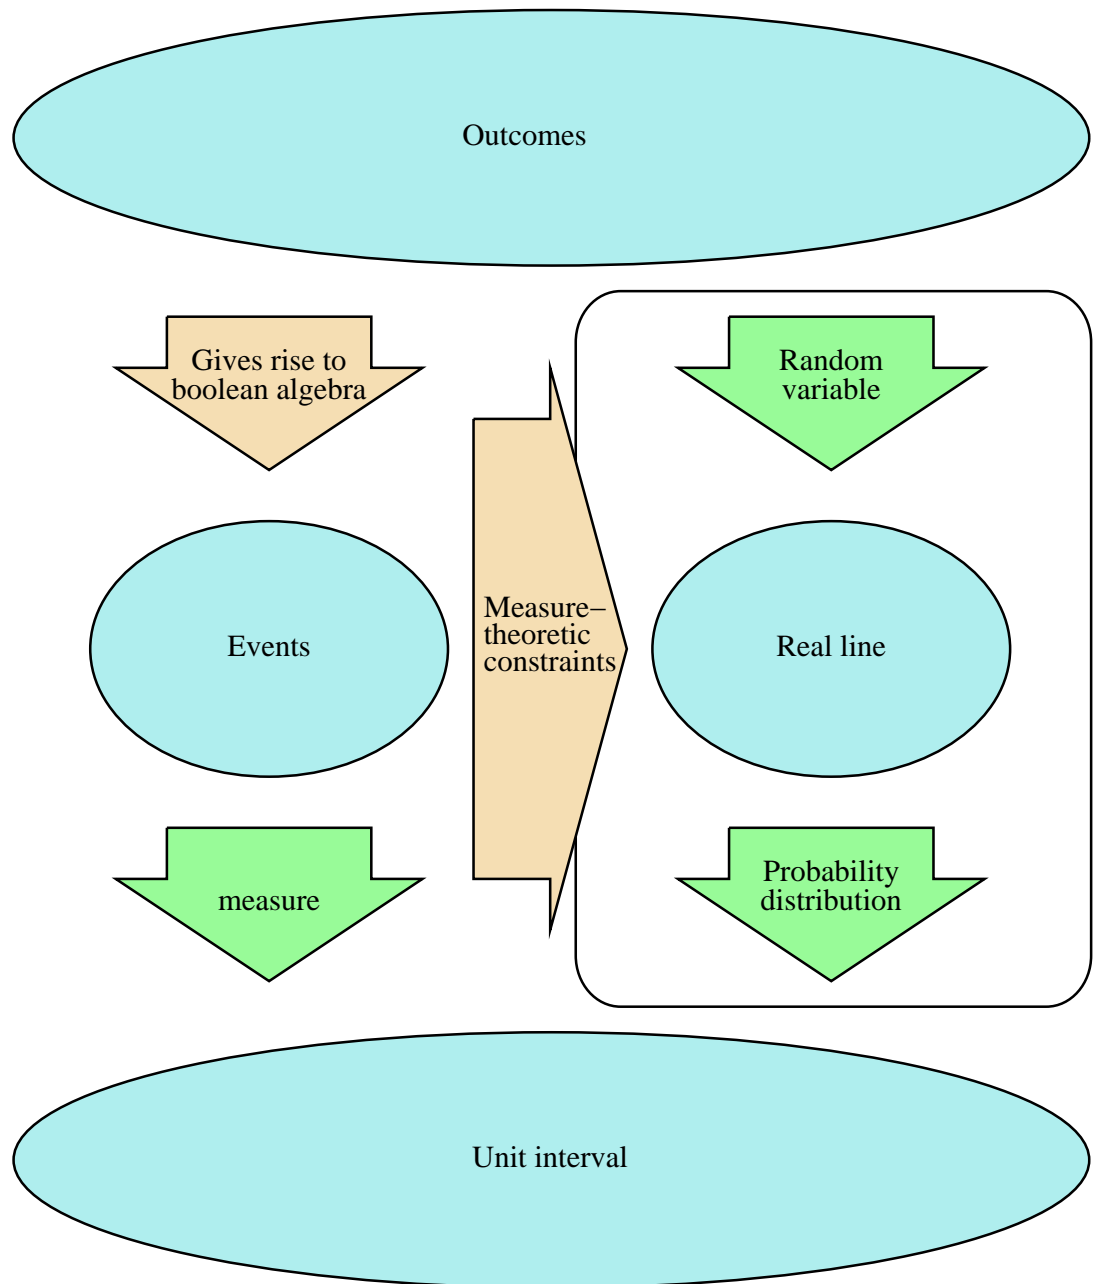 Outcomes
Gives rise to
boolean algebra
Random
variable
Events
Measure–
theoretic
constraints
Real line
measure
Probability
distribution
Unit interval